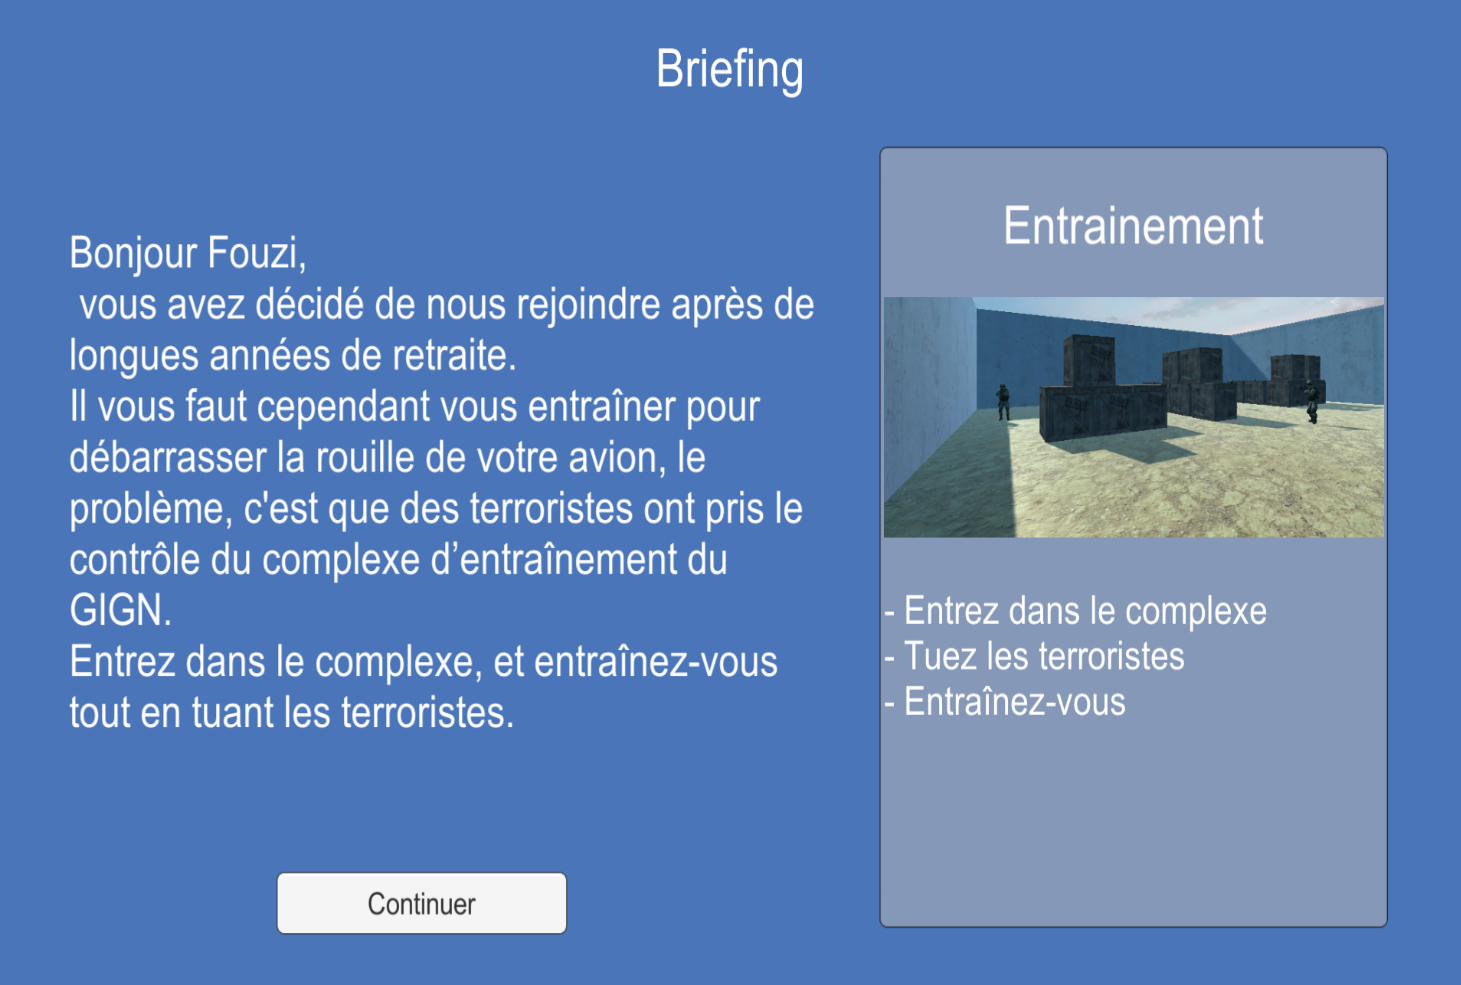 Briefing
Bonjour Fouzi,
vous avez décidé de nous rejoindre après de
longues années de retraite.
Il vous faut cependant vous entraîner pour
débarrasser la rouille de votre avion, le
problème, c'est que des terroristes ont pris le
contrôle du complexe d’entraînement du
GIGN.
Entrez dans le complexe, et entraînez-vous
tout en tuant les terroristes.
Continuer
Entrainement
- Entrez dans le complexe
- Tuez les terroristes
- Entraînez-vous